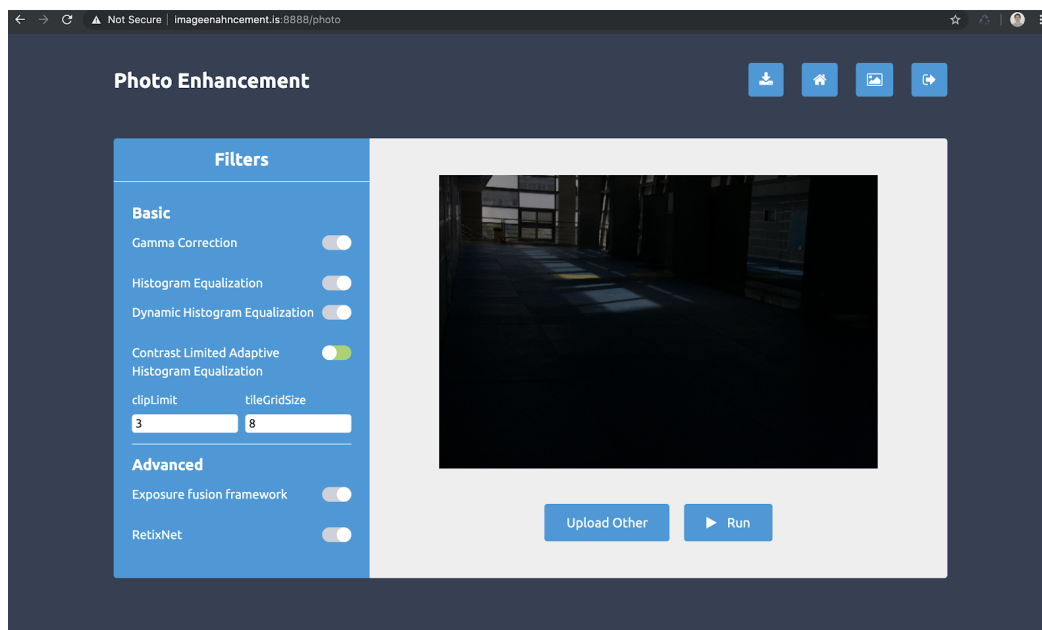 Not Secure | imageenahncement.is:8888/photo
Photo Enhancement
Filters
Basic
Gamma Correction
Histogram Equalization
Dynamic Histogram Equalization
Contrast Limited Adaptive
Histogram Equalization
clipLimit tileGridSize
3 8
Advanced
Exposure fusion framework
RetixNet
Upload Other Run